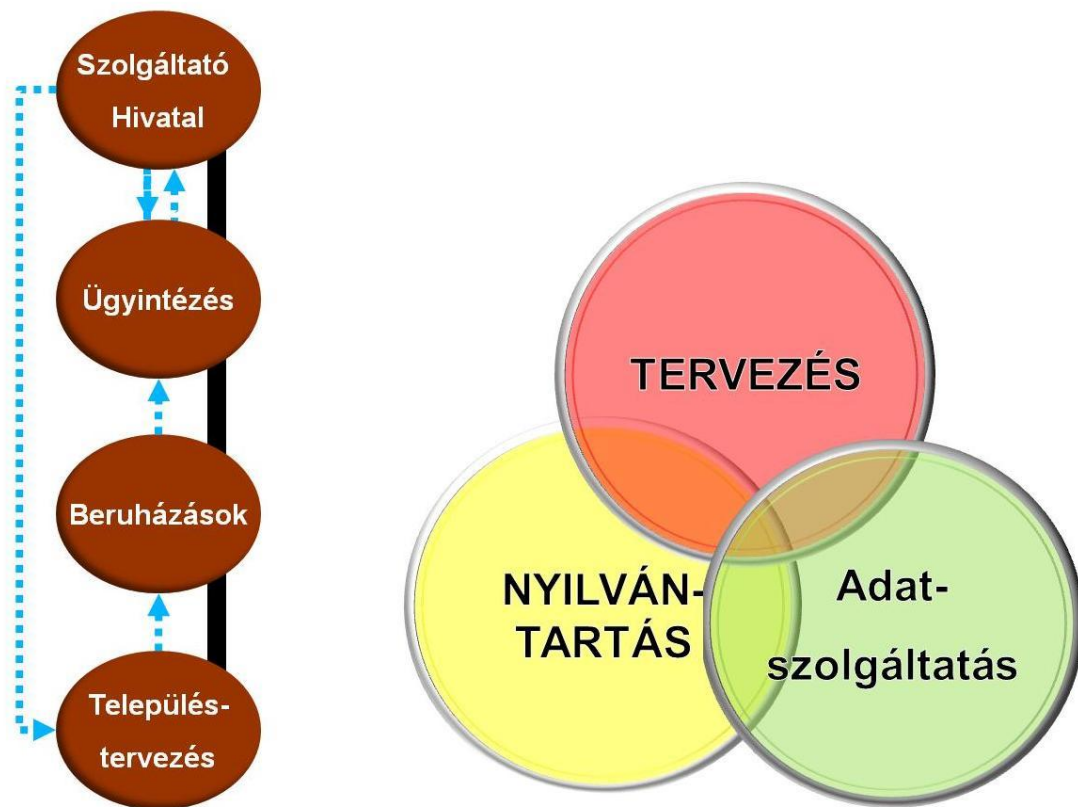 Szolgáltató
Hivatal
Ügyintézés
Beruházások
Település-
tervezés
TERVEZÉS
NYILVÁN-
TARTÁS
Adat-
szolgáltatás